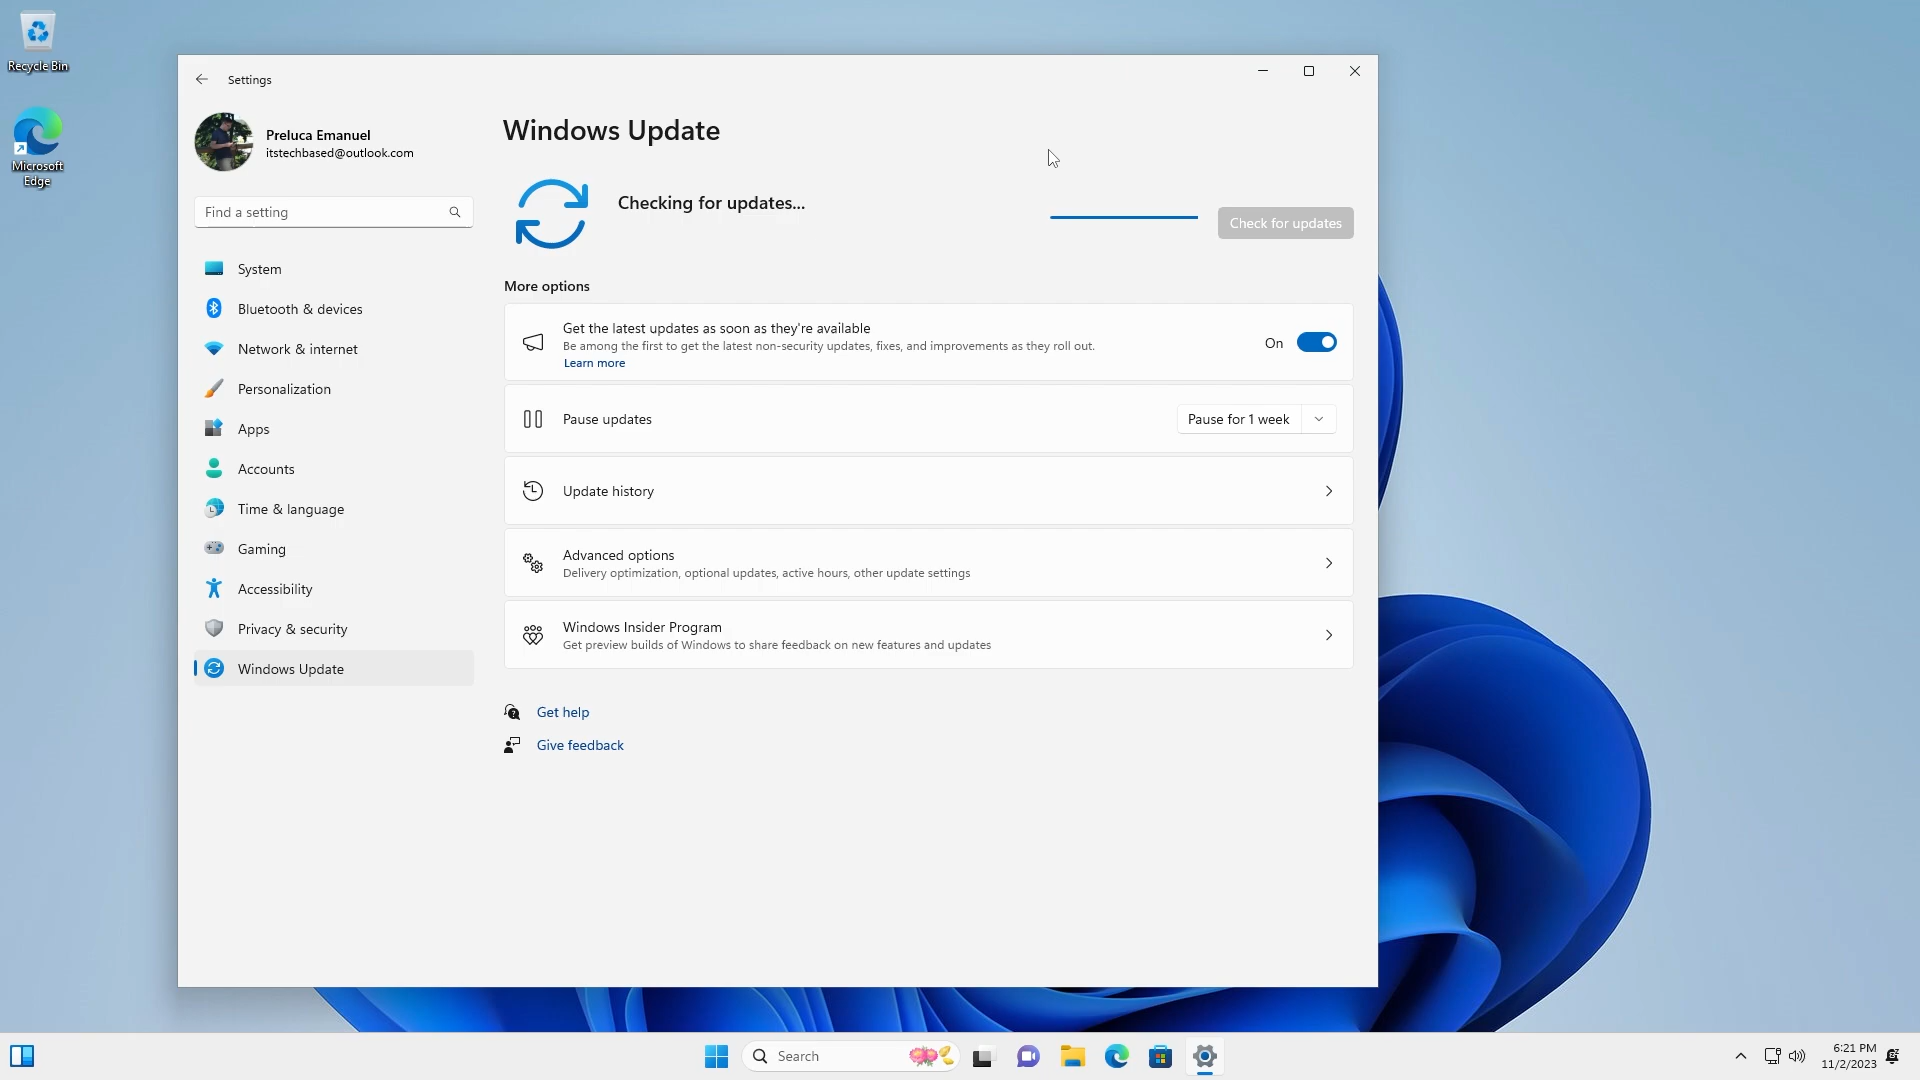 Recycle Bin
Microsoft
Edge
Settings
Preluca Emanuel
itstechbased@outlook.com
Find a setting
System
Bluetooth & devices
Network & internet
Personalization
Apps
Accounts
Time & language
Gaming
Accessibility
Privacy & security
Windows Update
Windows Update
Checking for updates...
Check for updates
More options
Get the latest updates as soon as they're available
Be among the first to get the latest non-security updates, fixes, and improvements as they roll out.
Learn more
On
Pause updates
Pause for 1 week
Update history
Advanced options
Delivery optimization, optional updates, active hours, other update settings
Windows Insider Program
Get preview builds of Windows to share feedback on new features and updates
Get help
Give feedback
Search
6:21 PM
11/2/2023